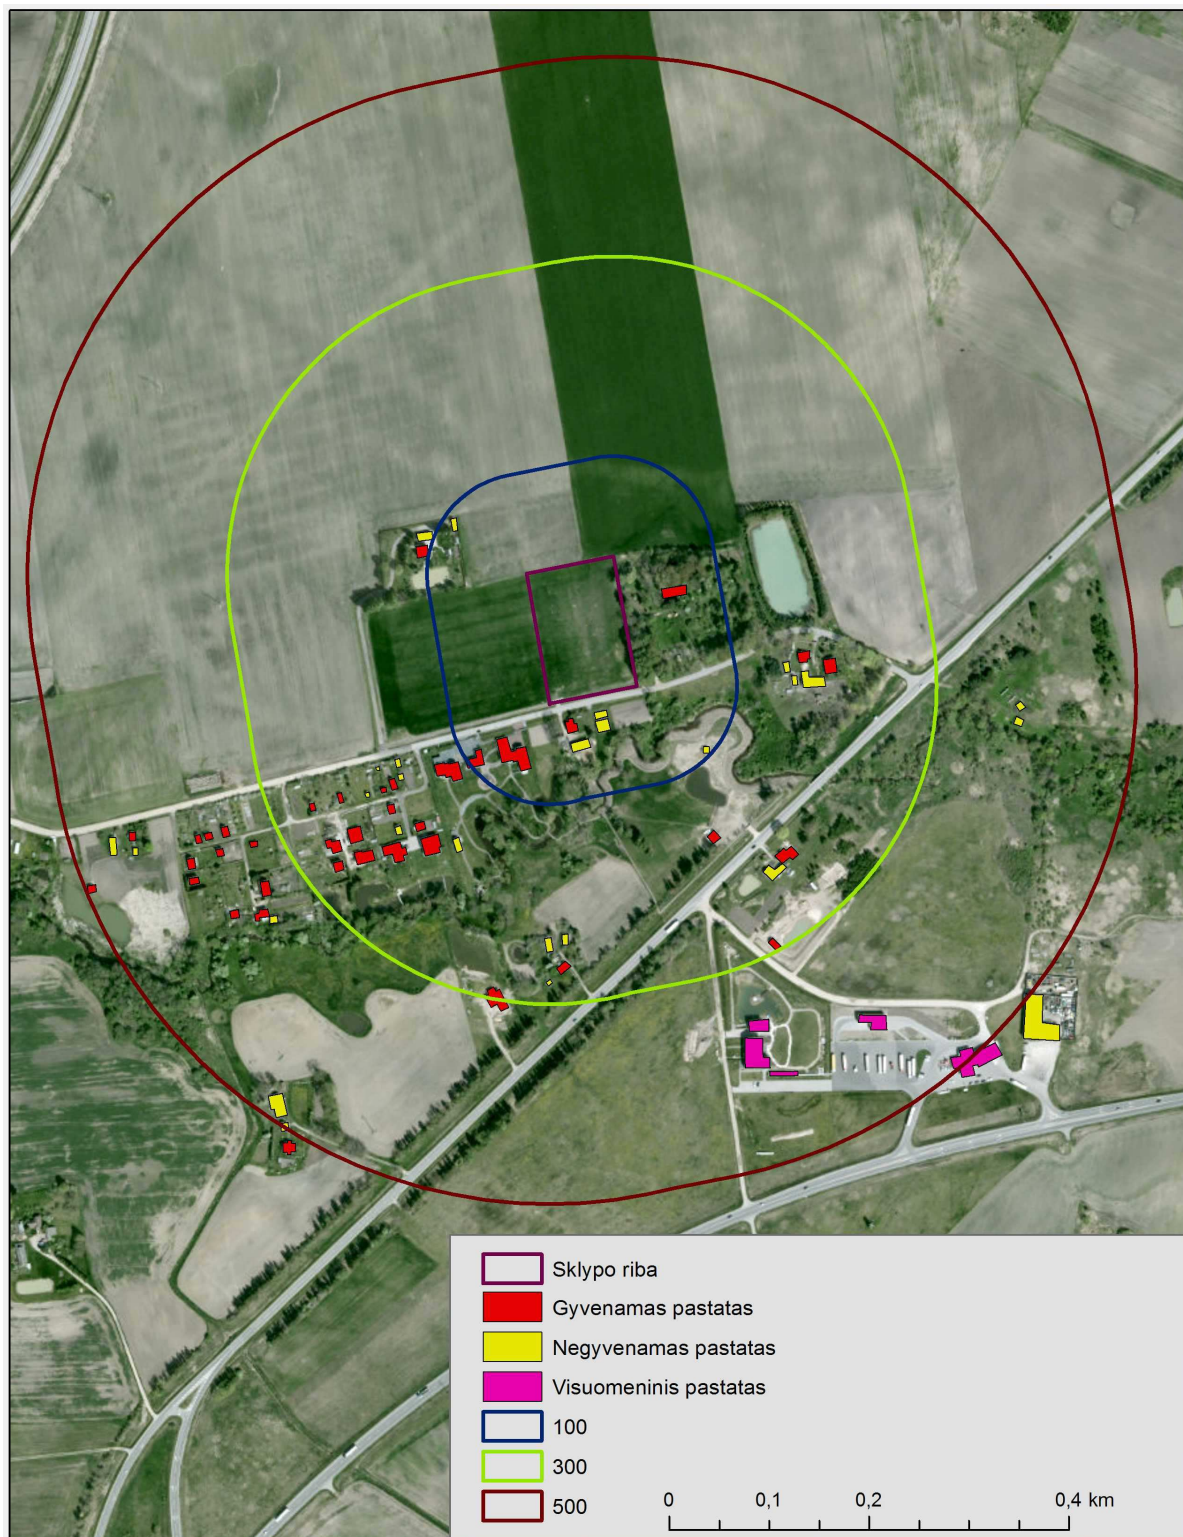 Sklypo riba
Gyvenamas pastatas
Negyvenamas pastatas
Visuomeninis pastatas
100
300
500
0 0,1 0,2 0,4 km